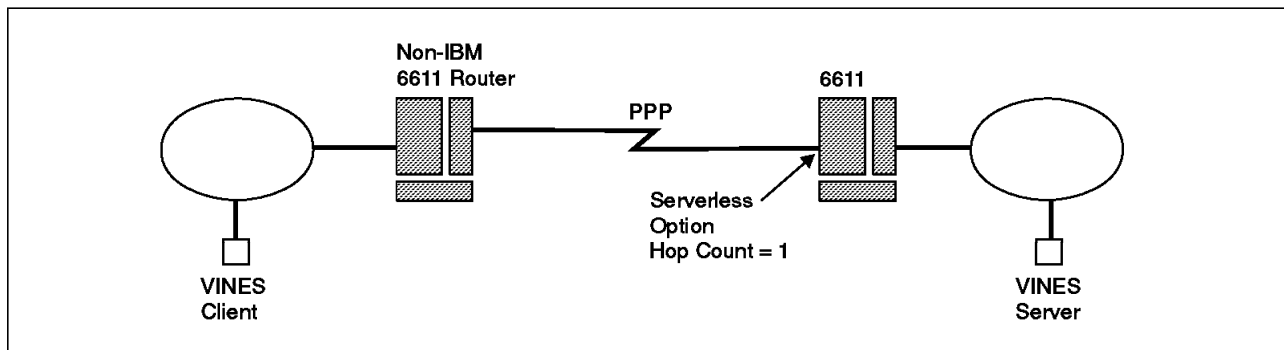 Non-IBM
6611 Router
PPP
6611
Serverless
Option
Hop Count = 1
VINES
Client
VINES
Server